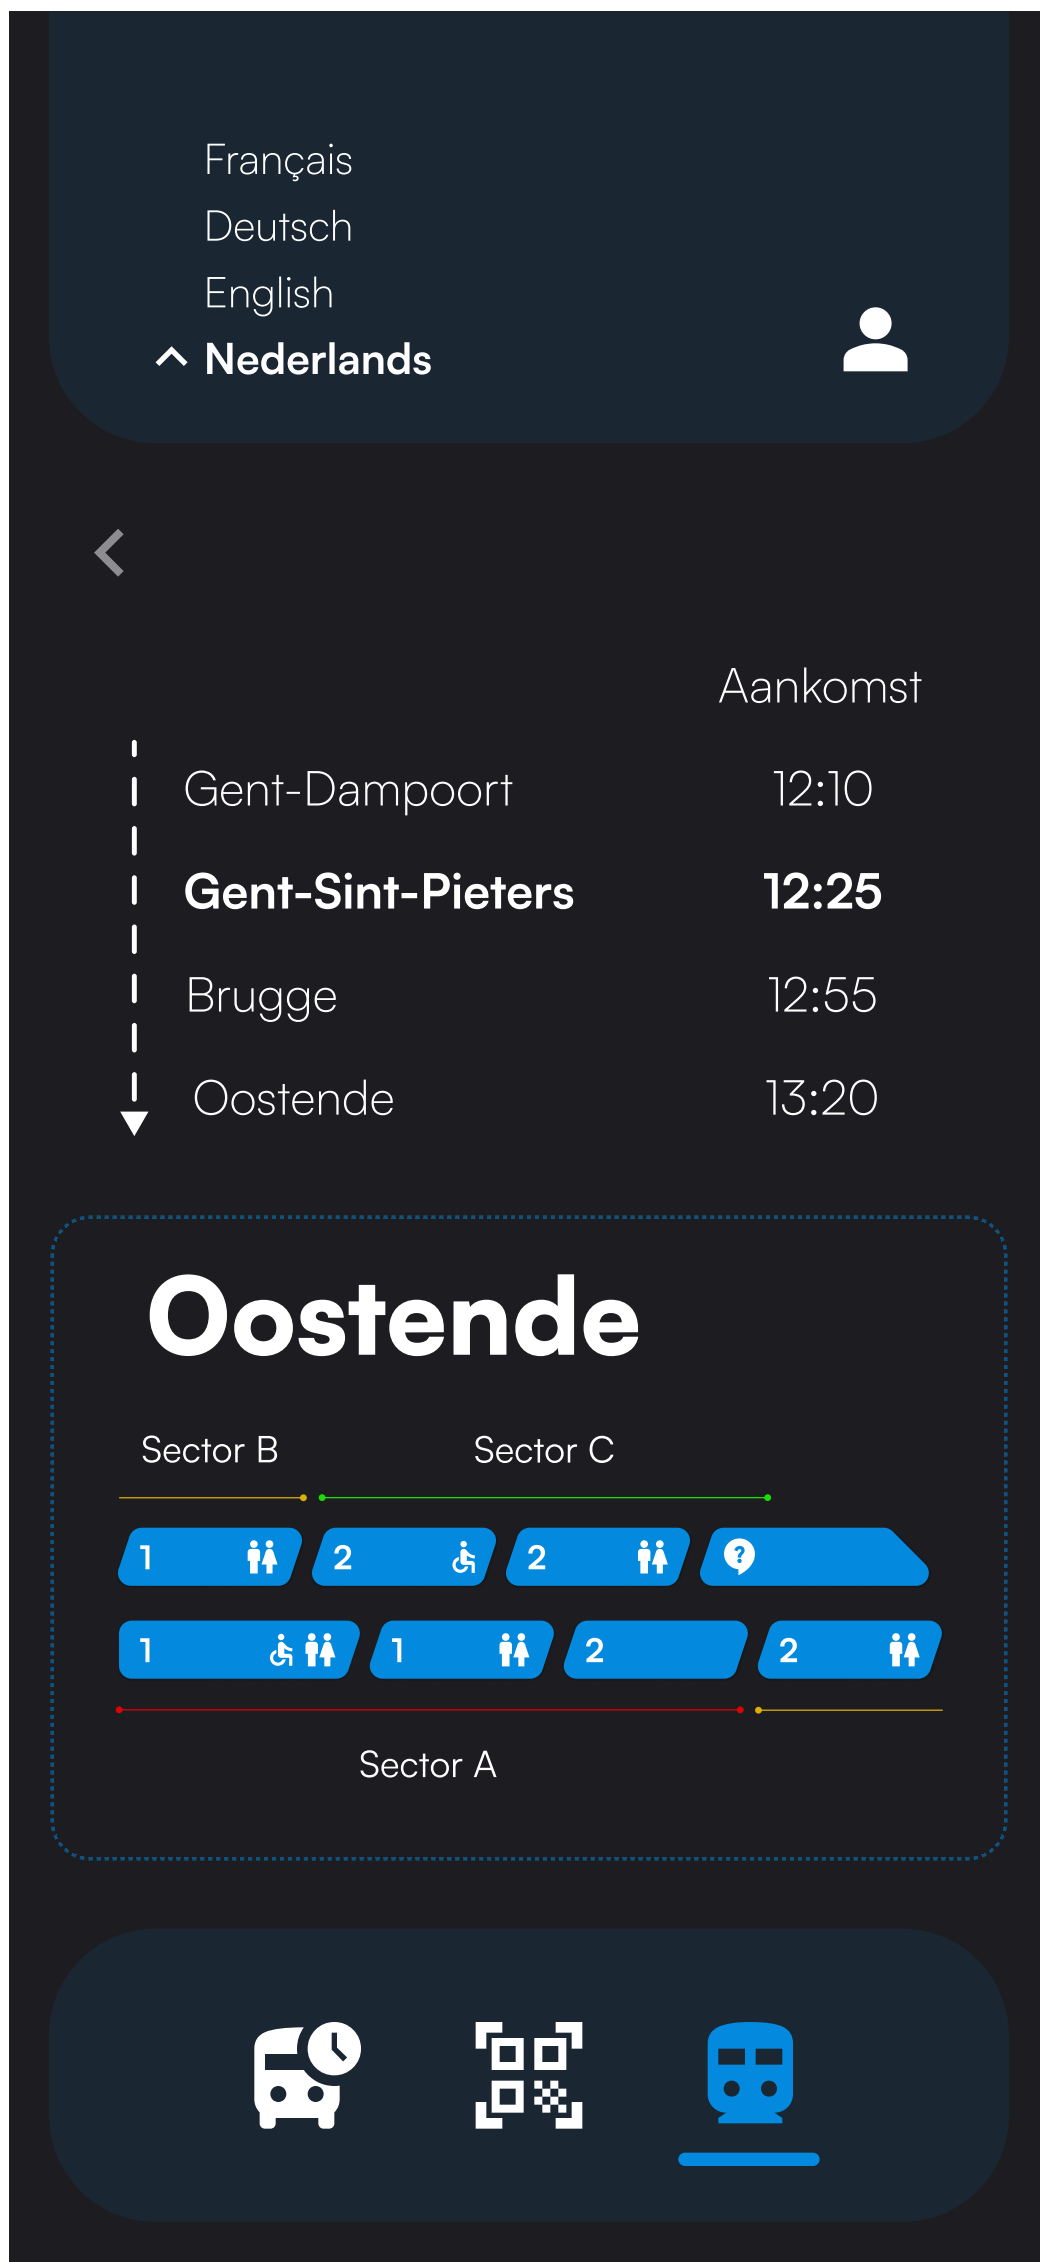 Français
Deutsch
English
Nederlands
Aankomst
Gent-Dampoort 12:10
Gent-Sint-Pieters 12:25
Brugge 12:55
Oostende 13:20
Oostende
Sector B Sector C
1 2 2 ?
1 1 2 2
Sector A